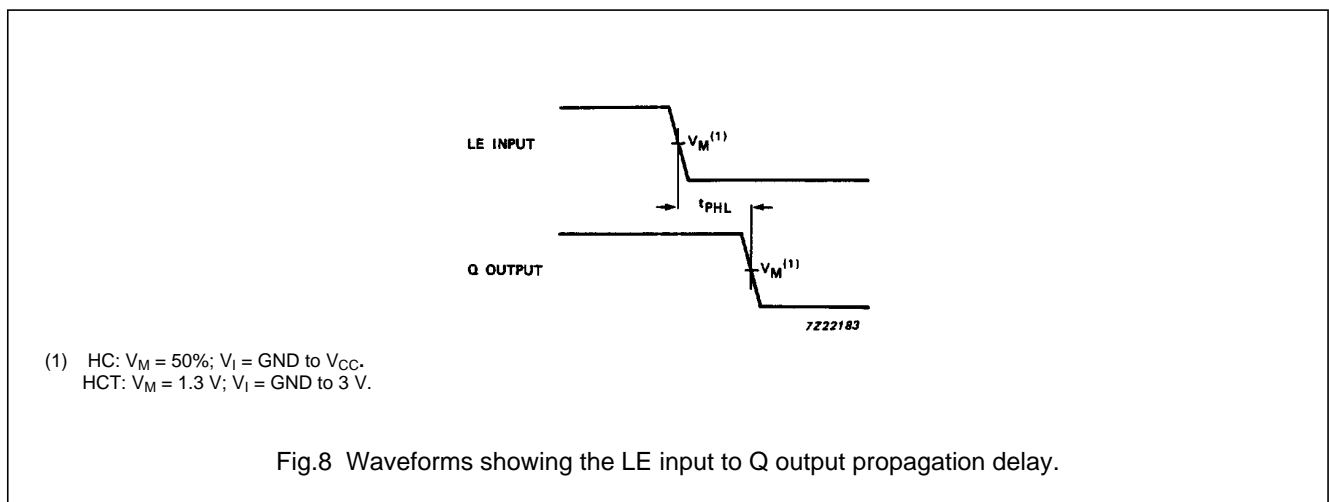 LE INPUT
V_M^(1)
t_PHL
Q OUTPUT
V_M^(1)
7Z22183
(1) HC: V_M = 50%; V_I = GND to V_CC.
HCT: V_M = 1.3 V; V_I = GND to 3 V.
Fig.8 Waveforms showing the LE input to Q output propagation delay.